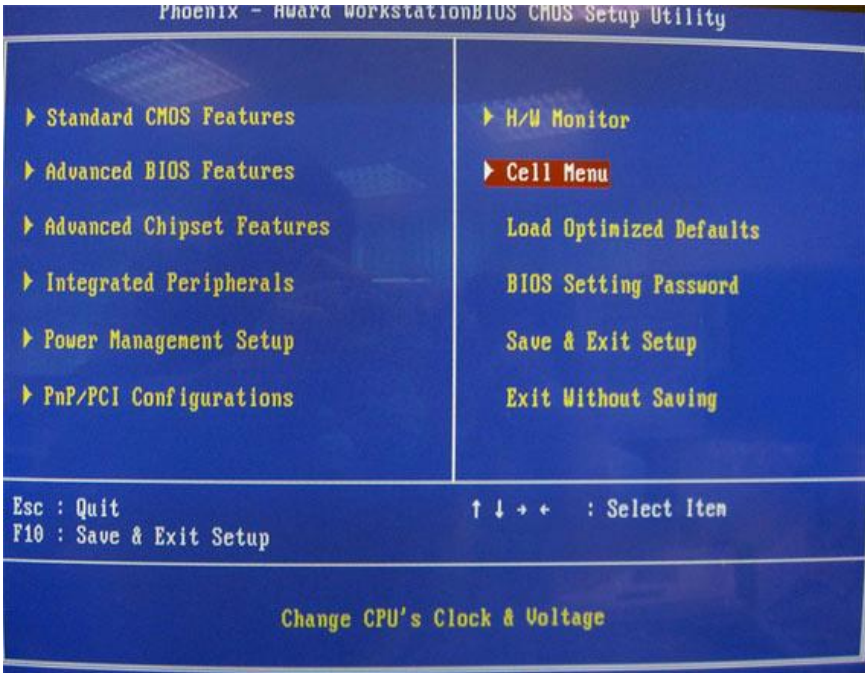 Phoenix - Award WorkstationBIOS CMOS Setup Utility
Standard CMOS Features
Advanced BIOS Features
Advanced Chipset Features
Integrated Peripherals
Power Management Setup
PnP/PCI Configurations
H/W Monitor
Cell Menu
Load Optimized Defaults
BIOS Setting Password
Save & Exit Setup
Exit Without Saving
Esc : Quit
F10 : Save & Exit Setup
↑ ↓ → ← : Select Item
Change CPU's Clock & Voltage